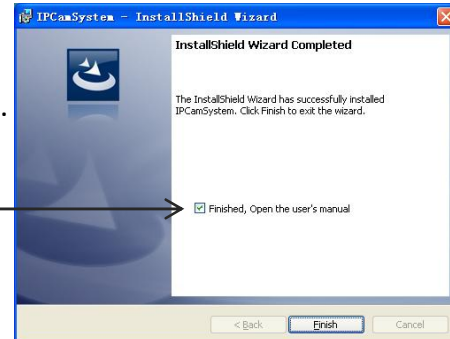 IPCamSystem - InstallShield Wizard
InstallShield Wizard Completed
The InstallShield Wizard has successfully installed
IPCamSystem. Click Finish to exit the wizard.
Finished, Open the user's manual
< Back
Finish
Cancel